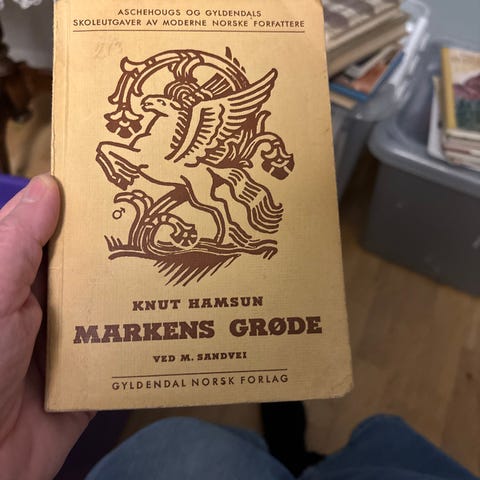 ASCHEHOUGS OG GYLDENDALS
SKOLEUTGAVER AV MODERNE NORSKE FORFATTERE
KNUT HAMSUN
MARKENS GRØDE
VED M. SANDVEI
GYLDENDAL NORSK FORLAG